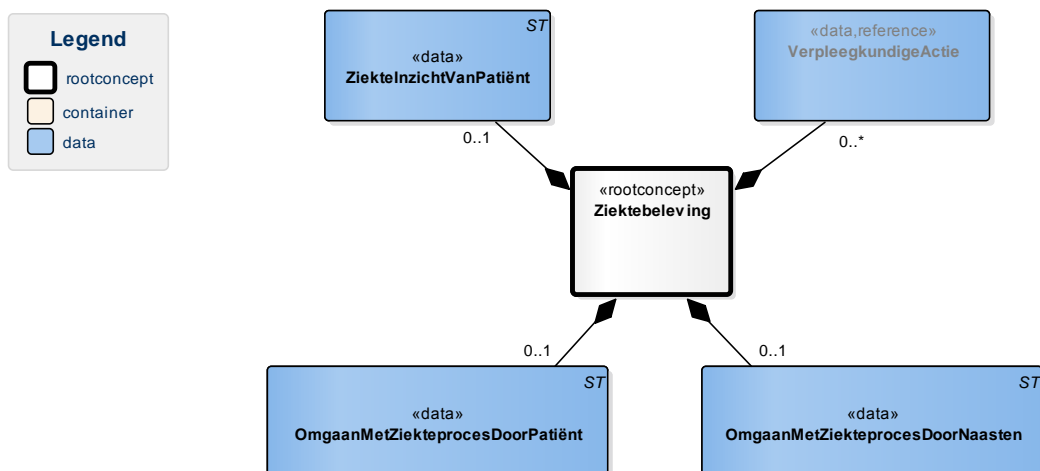 Legend
rootconcept
container
data
ST
«data»
ZiekteInzichtVanPatiënt
0..1
«data,reference»
VerpleegkundigeActie
0..*
«rootconcept»
Ziektebeleving
0..1
0..1
ST
«data»
OmgaanMetZiekteprocesDoorPatiënt
ST
«data»
OmgaanMetZiekteprocesDoorNaasten